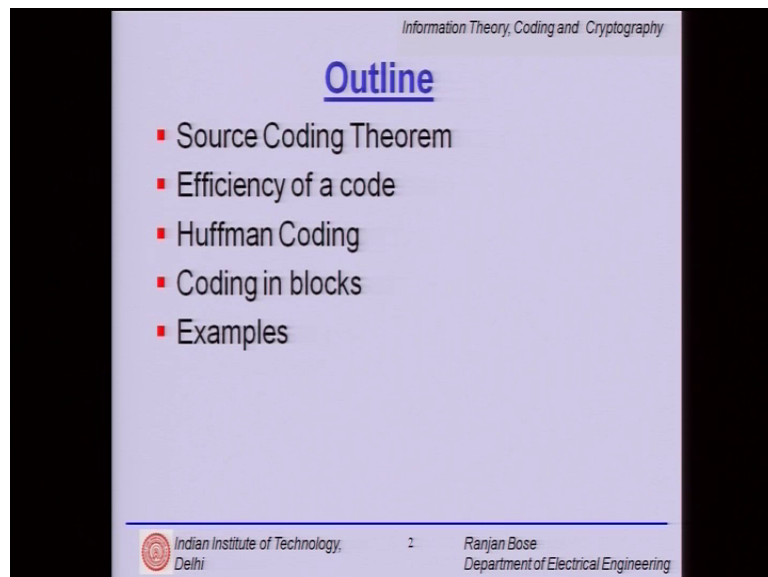 Information Theory, Coding and Cryptography
Outline
Source Coding Theorem
Efficiency of a code
Huffman Coding
Coding in blocks
Examples
Indian Institute of Technology,
Delhi
2
Ranjan Bose
Department of Electrical Engineering